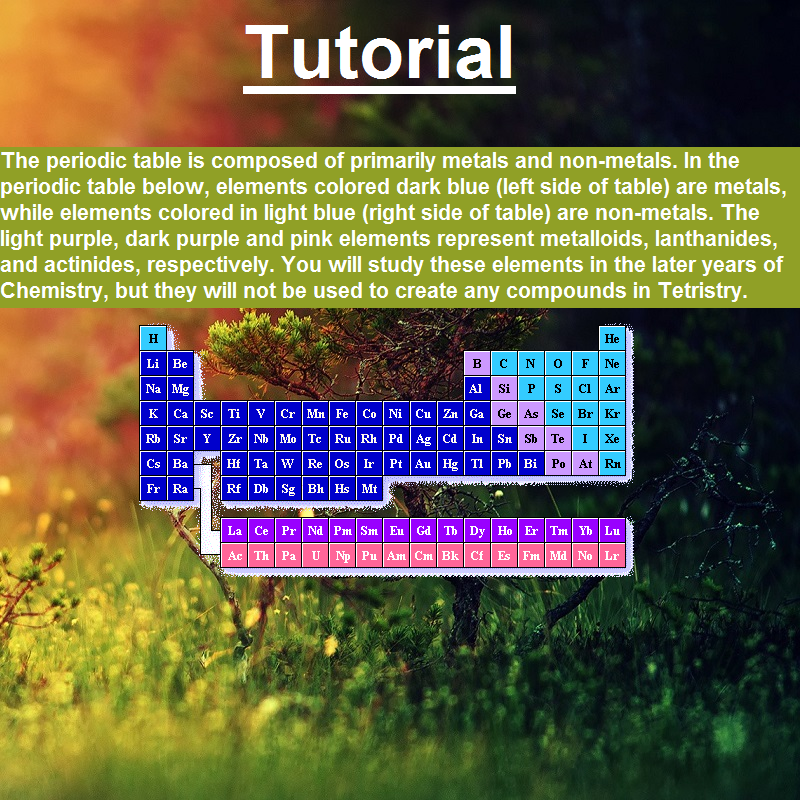 Tutorial
The periodic table is composed of primarily metals and non-metals. In the
periodic table below, elements colored dark blue (left side of table) are metals,
while elements colored in light blue (right side of table) are non-metals. The
light purple, dark purple and pink elements represent metalloids, lanthanides,
and actinides, respectively. You will study these elements in the later years of
Chemistry, but they will not be used to create any compounds in Tetristry.
H He
Li Be B C N O F Ne
Na Mg Al Si P S Cl Ar
K Ca Sc Ti V Cr Mn Fe Co Ni Cu Zn Ga Ge As Se Br Kr
Rb Sr Y Zr Nb Mo Tc Ru Rh Pd Ag Cd In Sn Sb Te I Xe
Cs Ba Hf Ta W Re Os Ir Pt Au Hg Tl Pb Bi Po At Rn
Fr Ra Rf Db Sg Bh Hs Mt
La Ce Pr Nd Pm Sm Eu Gd Tb Dy Ho Er Tm Yb Lu
Ac Th Pa U Np Pu Am Cm Bk Cf Es Fm Md No Lr